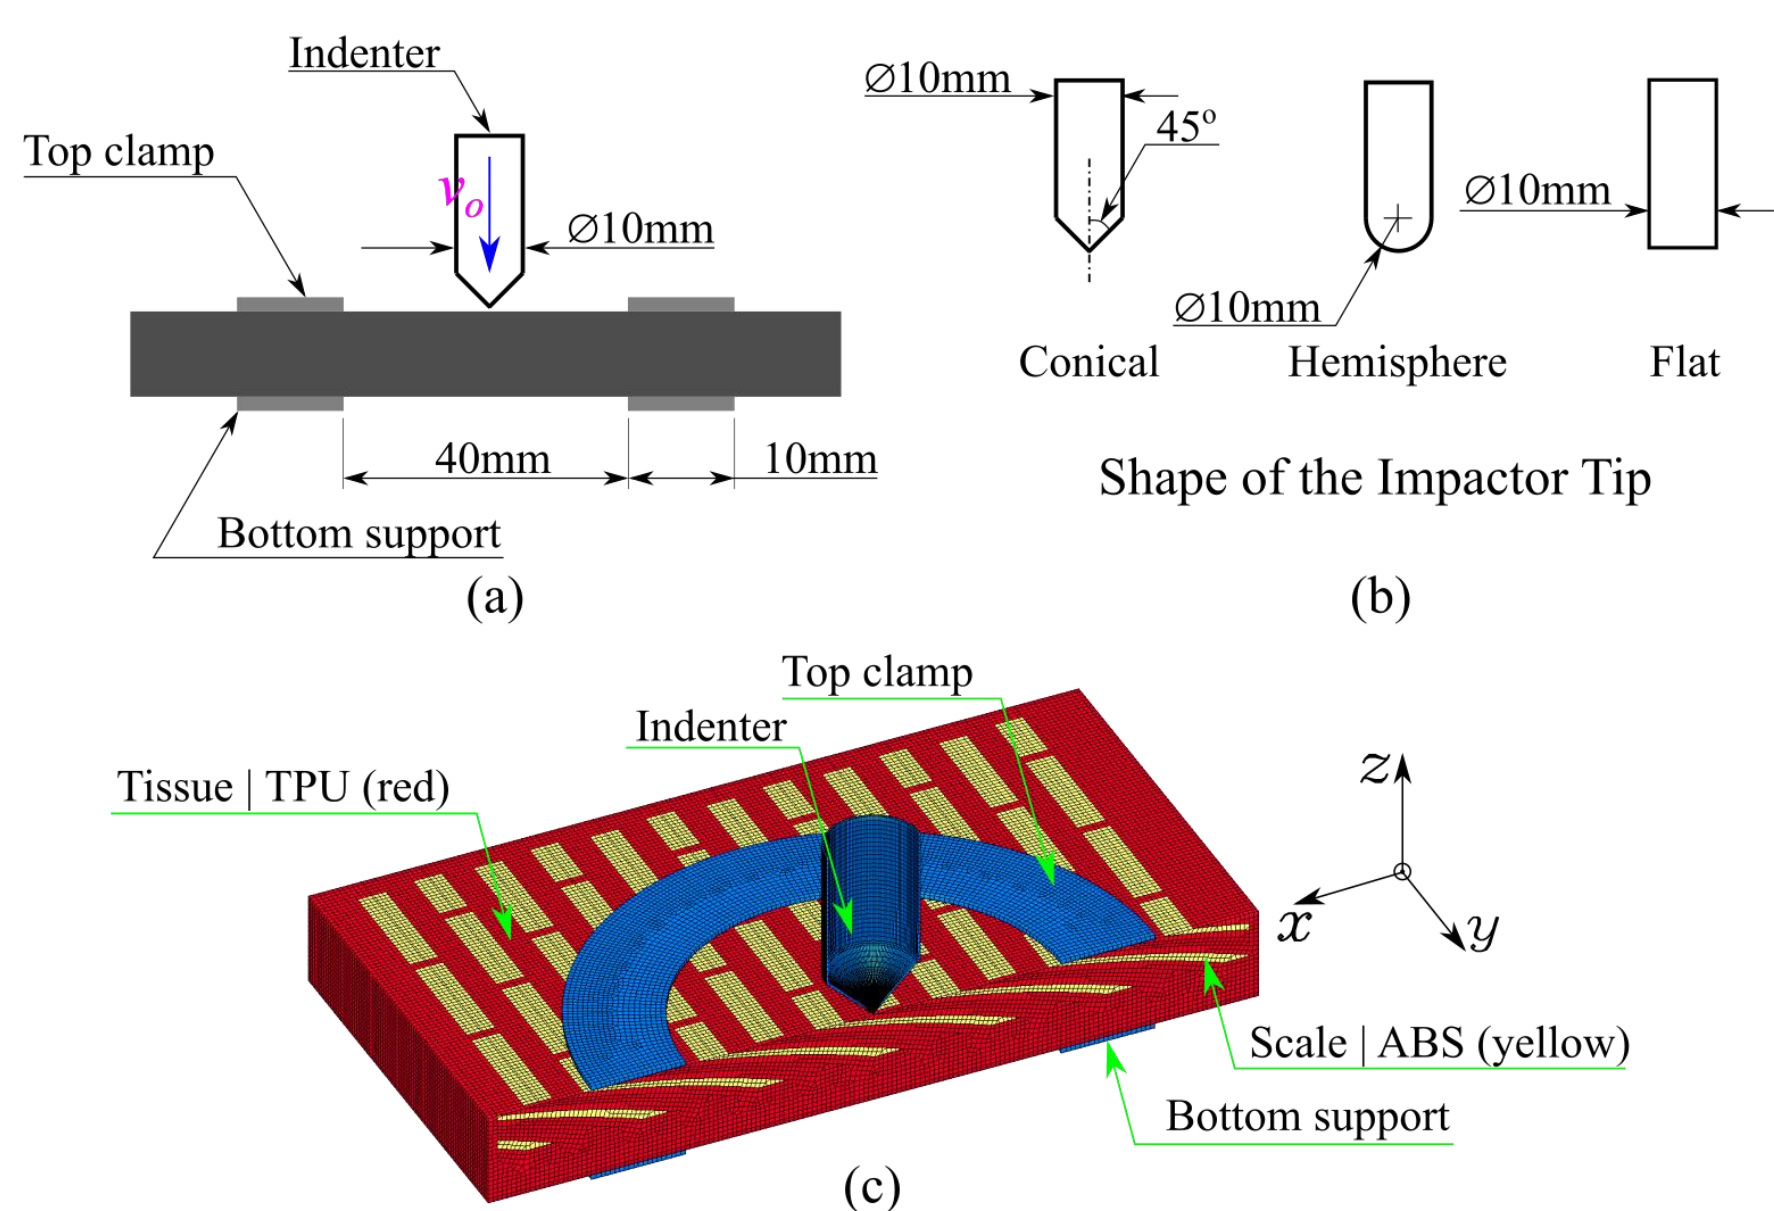 Indenter
Top clamp
v₀
∅10mm
40mm
10mm
Bottom support
(a)
∅10mm
45°
∅10mm
∅10mm
Conical
Hemisphere
Flat
Shape of the Impactor Tip
(b)
Top clamp
Indenter
Tissue | TPU (red)
z
x
y
Scale | ABS (yellow)
Bottom support
(c)